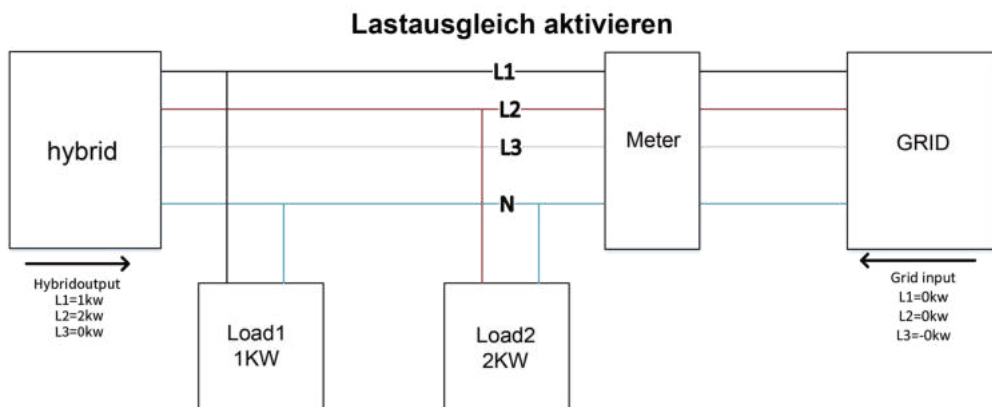 Lastausgleich aktivieren
L1
L2
L3
N
hybrid
Meter
GRID
Hybridoutput
L1=1kw
L2=2kw
L3=0kw
Load1
1KW
Load2
2KW
Grid input
L1=0kw
L2=0kw
L3=-0kw